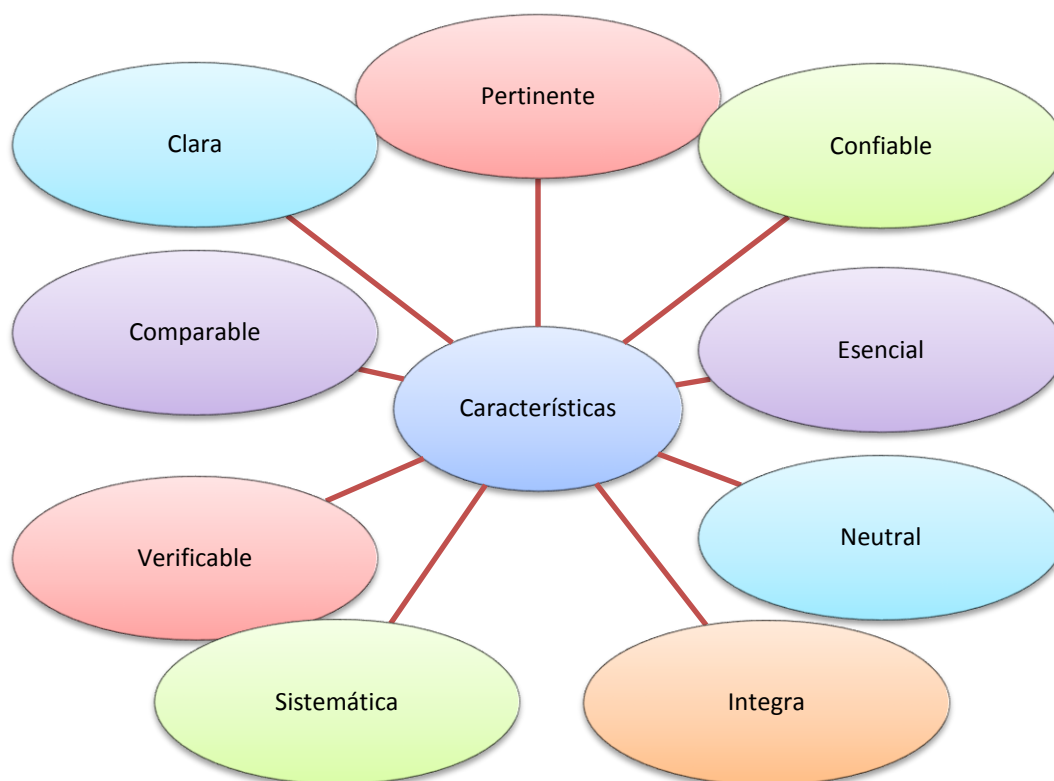 Pertinente
Clara
Confiable
Comparable
Esencial
Características
Neutral
Verificable
Sistemática
Integra